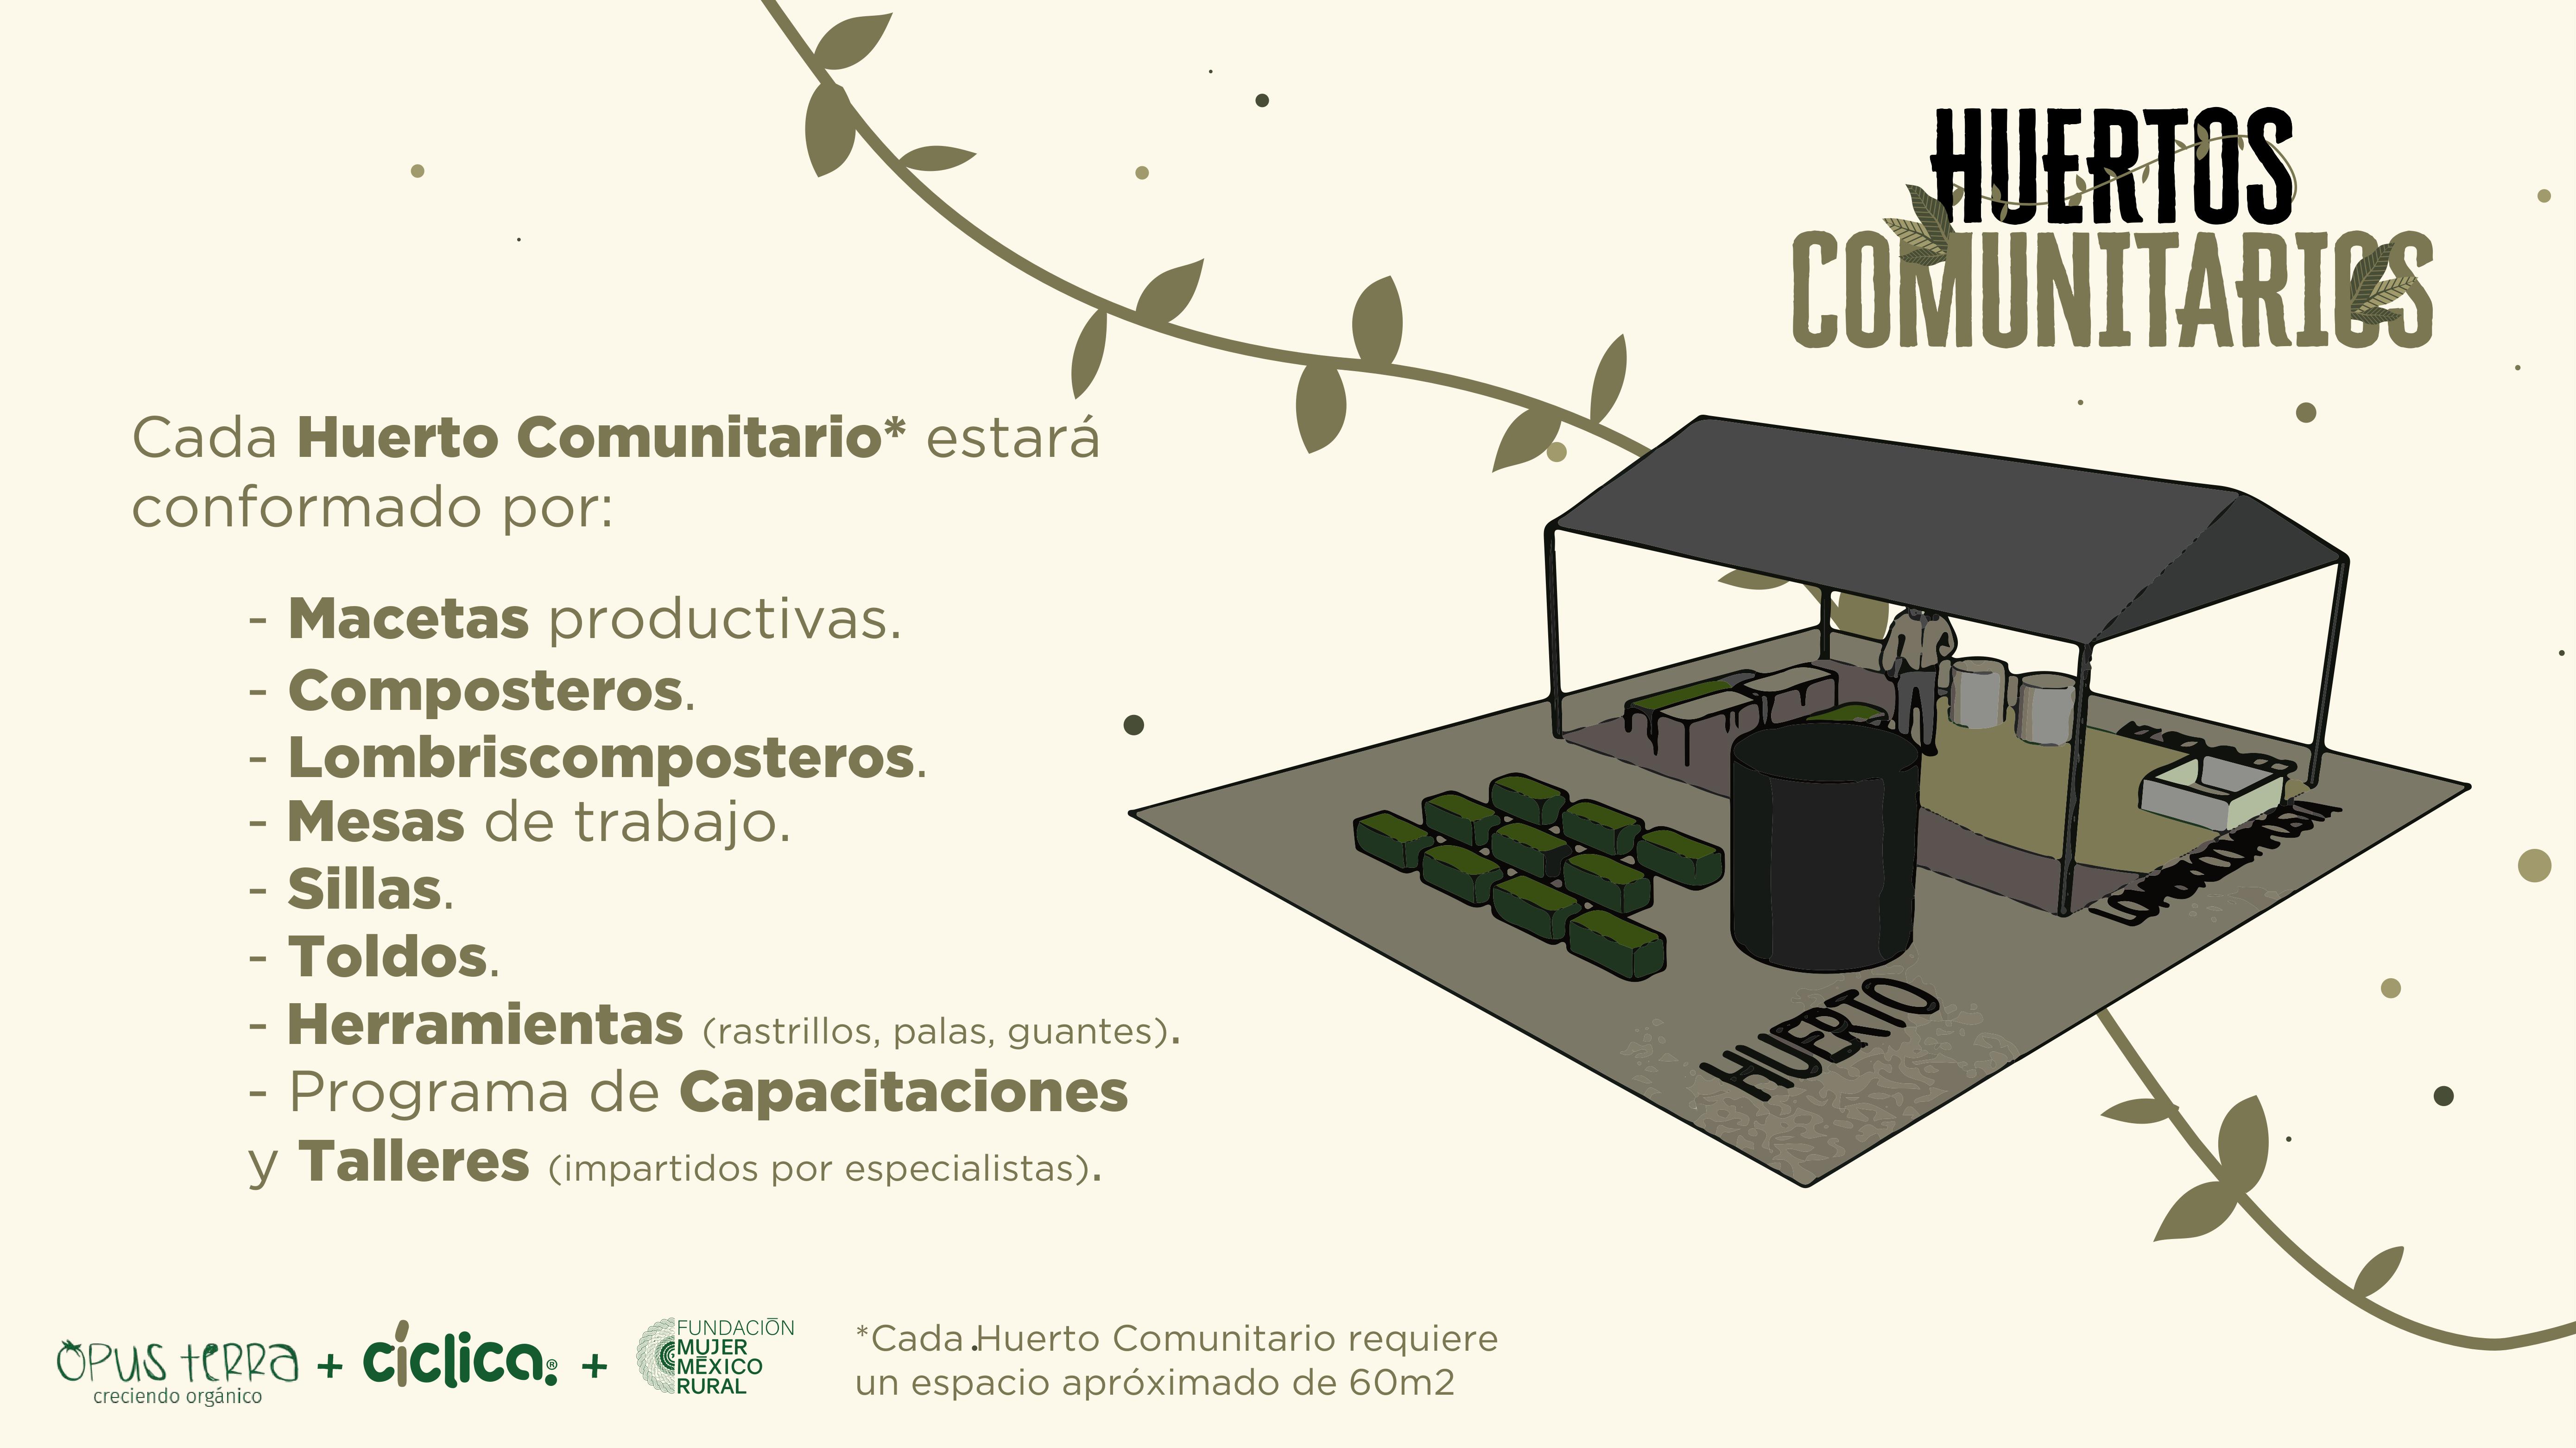 HUERTOS
COMUNITARIOS
Cada Huerto Comunitario* estará
conformado por:
- Macetas productivas.
- Composteros.
- Lombriscomposteros.
- Mesas de trabajo.
- Sillas.
- Toldos.
- Herramientas (rastrillos, palas, guantes).
- Programa de Capacitaciones
y Talleres (impartidos por especialistas).
HUERTO
OPUS tERRA
creciendo orgánico
+
cíclica.®
+
FUNDACIÓN
MUJER
MÉXICO
RURAL
*Cada Huerto Comunitario requiere
un espacio apróximado de 60m2